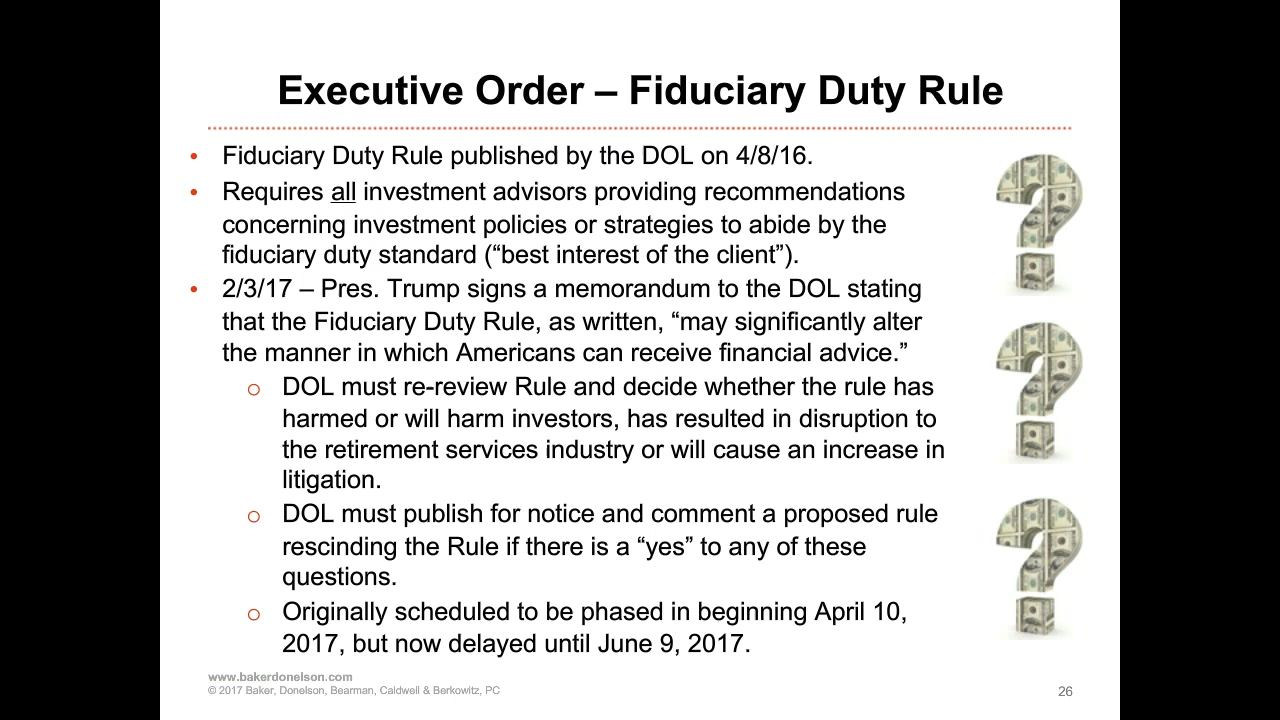 Executive Order – Fiduciary Duty Rule
• Fiduciary Duty Rule published by the DOL on 4/8/16.
• Requires all investment advisors providing recommendations
concerning investment policies or strategies to abide by the
fiduciary duty standard (“best interest of the client”).
• 2/3/17 – Pres. Trump signs a memorandum to the DOL stating
that the Fiduciary Duty Rule, as written, “may significantly alter
the manner in which Americans can receive financial advice.”
o DOL must re-review Rule and decide whether the rule has
harmed or will harm investors, has resulted in disruption to
the retirement services industry or will cause an increase in
litigation.
o DOL must publish for notice and comment a proposed rule
rescinding the Rule if there is a “yes” to any of these
questions.
o Originally scheduled to be phased in beginning April 10,
2017, but now delayed until June 9, 2017.
www.bakerdonelson.com
© 2017 Baker, Donelson, Bearman, Caldwell & Berkowitz, PC
26